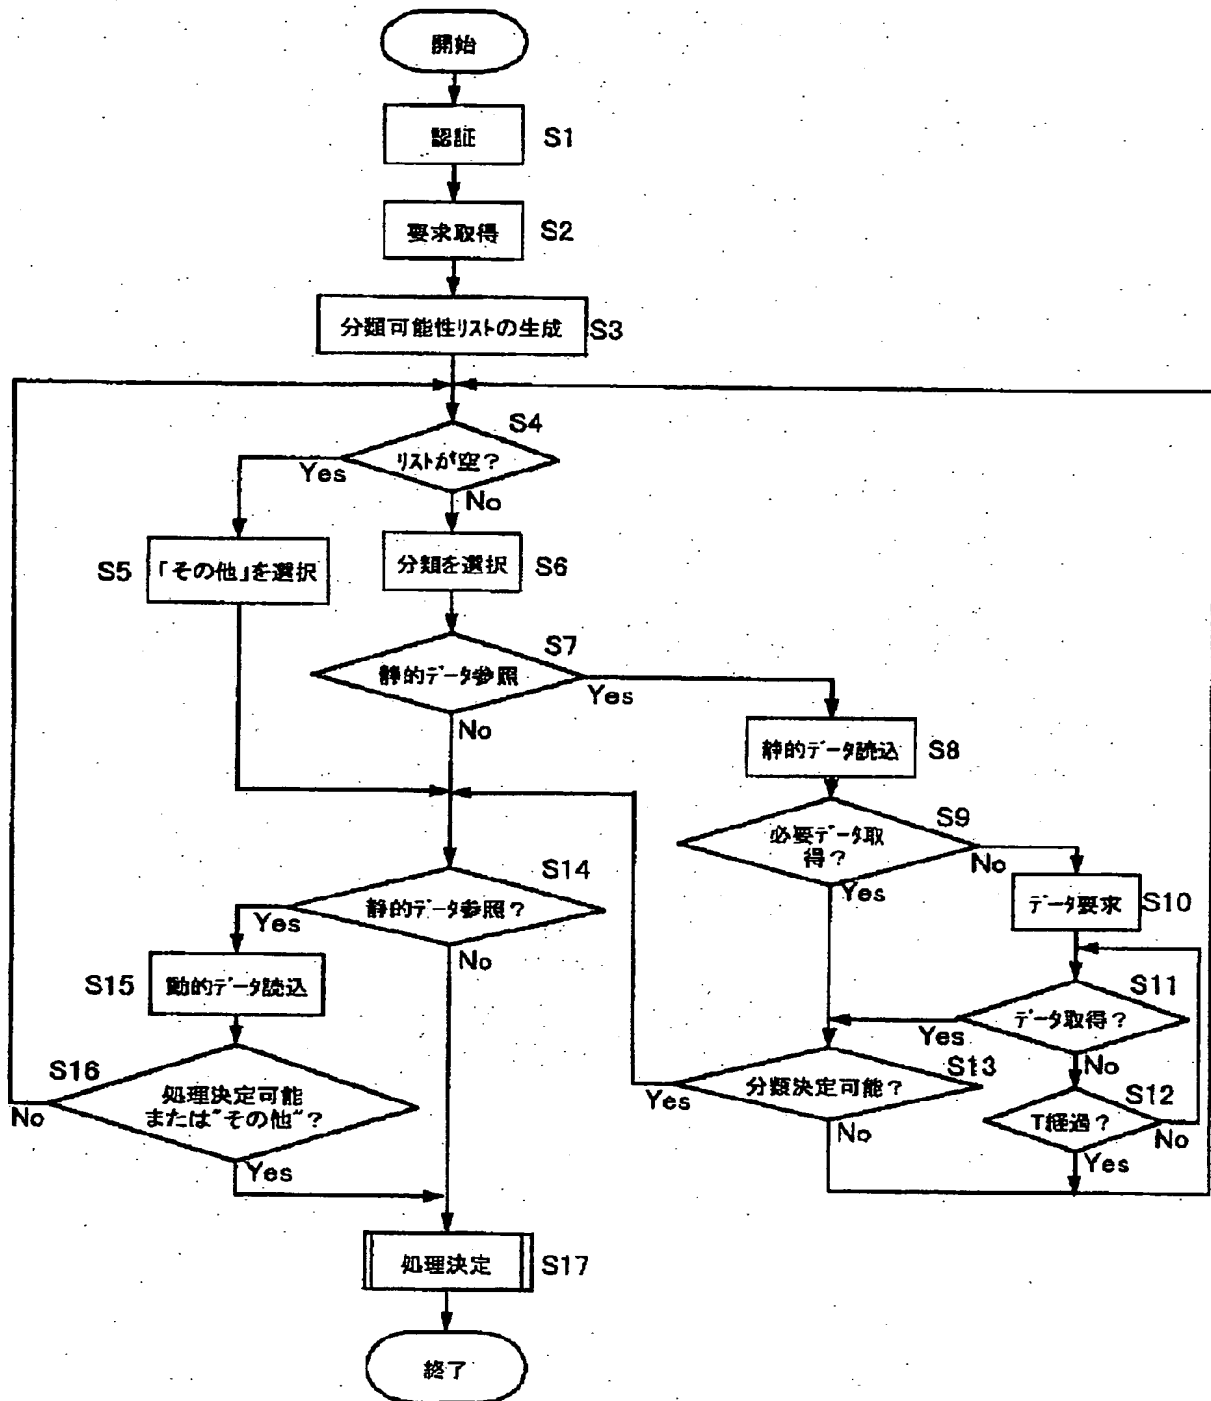 開始
認証
S1
要求取得
S2
分類可能性リストの生成
S3
S4
リストが空?
Yes
No
S5
「その他」を選択
分類を選択
S6
S7
静的データ参照
Yes
No
静的データ読込
S8
S9
必要データ取
得?
No
Yes
データ要求
S10
S14
静的データ参照?
Yes
No
S11
データ取得?
Yes
No
S15
動的データ読込
S13
分類決定可能?
Yes
No
S12
T経過?
No
Yes
S16
処理決定可能
または"その他"?
No
Yes
処理決定
S17
終了